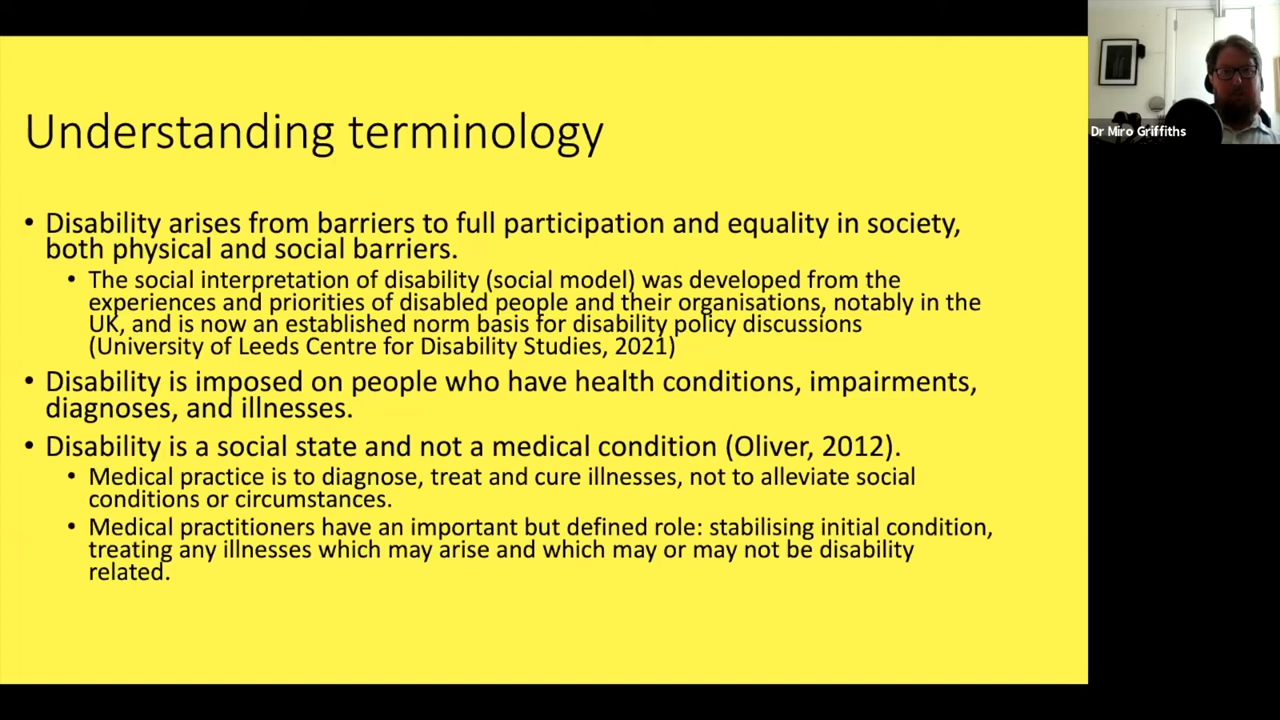 Understanding terminology
• Disability arises from barriers to full participation and equality in society,
both physical and social barriers.
• The social interpretation of disability (social model) was developed from the
experiences and priorities of disabled people and their organisations, notably in the
UK, and is now an established norm basis for disability policy discussions
(University of Leeds Centre for Disability Studies, 2021)
• Disability is imposed on people who have health conditions, impairments,
diagnoses, and illnesses.
• Disability is a social state and not a medical condition (Oliver, 2012).
• Medical practice is to diagnose, treat and cure illnesses, not to alleviate social
conditions or circumstances.
• Medical practitioners have an important but defined role: stabilising initial condition,
treating any illnesses which may arise and which may or may not be disability
related.
Dr Miro Griffiths